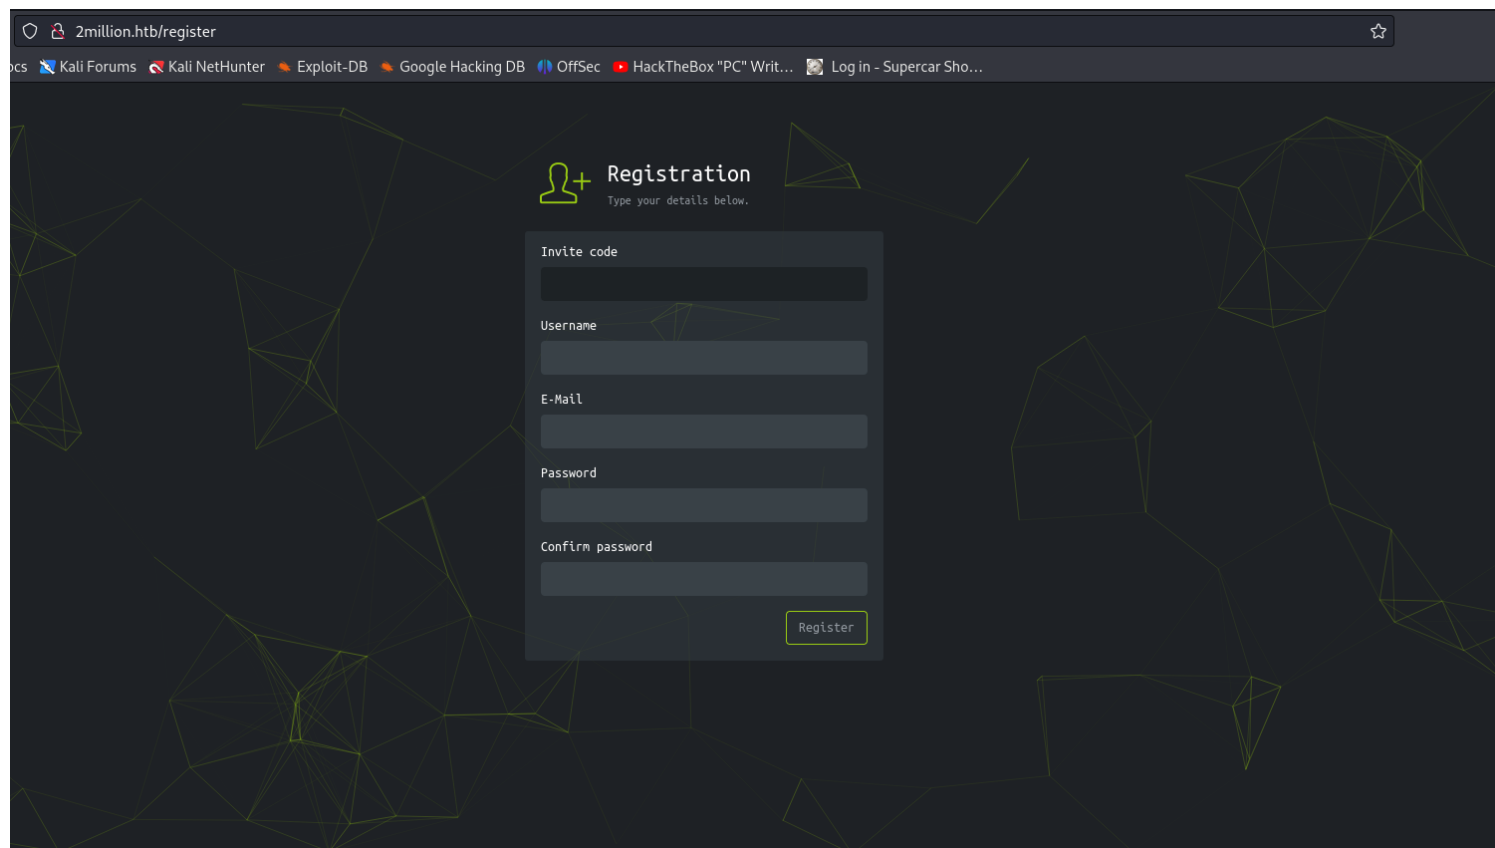 2million.htb/register
ocs Kali Forums Kali NetHunter Exploit-DB Google Hacking DB OffSec HackTheBox "PC" Writ… Log in - Supercar Sho…
Registration
Type your details below.
Invite code
Username
E-Mail
Password
Confirm password
Register